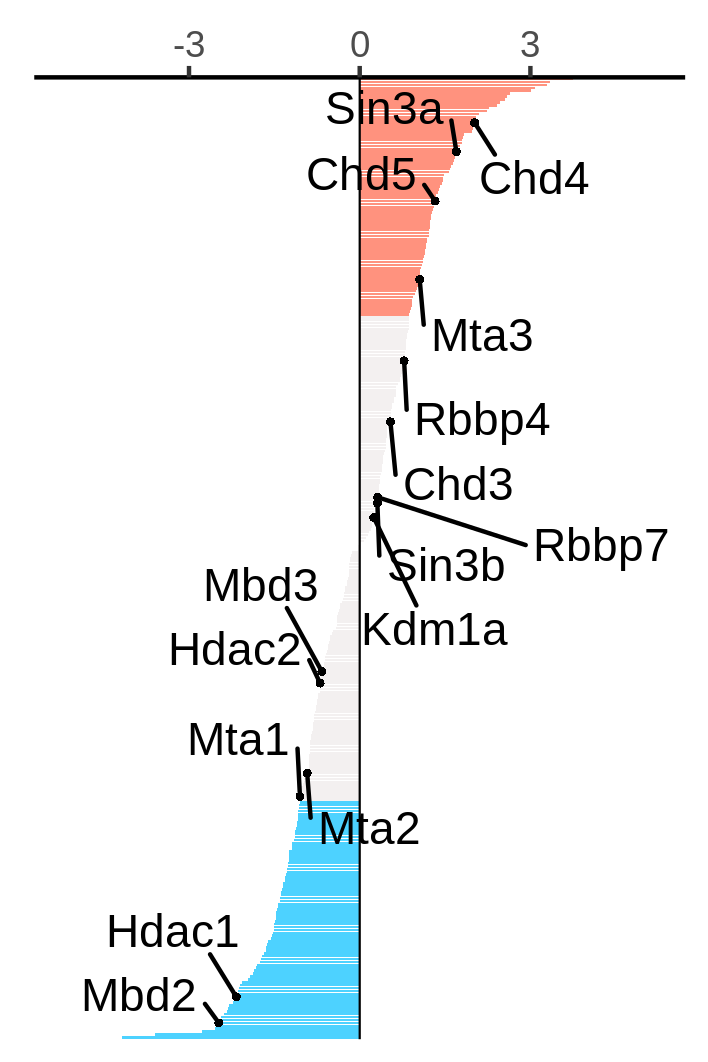 -3 0 3
Sin3a
Chd5 Chd4
Mta3
Rbbp4
Chd3
Rbbp7
Sin3b
Mbd3
Kdm1a
Hdac2
Mta1
Mta2
Hdac1
Mbd2